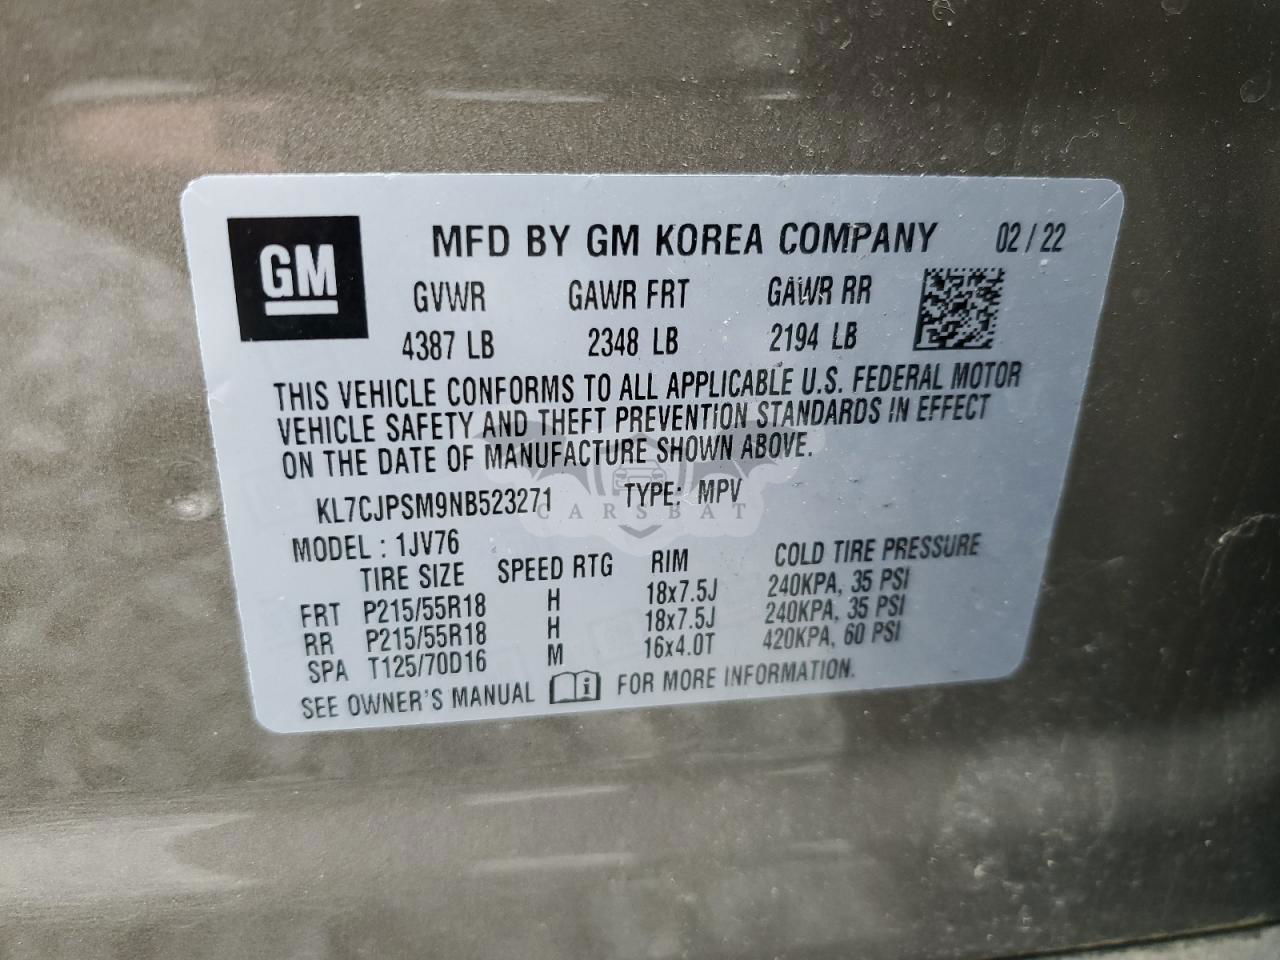 GM
MFD BY GM KOREA COMPANY 02 / 22
GVWR GAWR FRT GAWR RR
4387 LB 2348 LB 2194 LB
THIS VEHICLE CONFORMS TO ALL APPLICABLE U.S. FEDERAL MOTOR
VEHICLE SAFETY AND THEFT PREVENTION STANDARDS IN EFFECT
ON THE DATE OF MANUFACTURE SHOWN ABOVE.
KL7CJPSM9NB523271 TYPE: MPV
CARSBAT
MODEL : 1JV76
TIRE SIZE SPEED RTG RIM COLD TIRE PRESSURE
FRT P215/55R18 H 18x7.5J 240KPA, 35 PSI
RR P215/55R18 H 18x7.5J 240KPA, 35 PSI
SPA T125/70D16 M 16x4.0T 420KPA, 60 PSI
SEE OWNER'S MANUAL i FOR MORE INFORMATION.